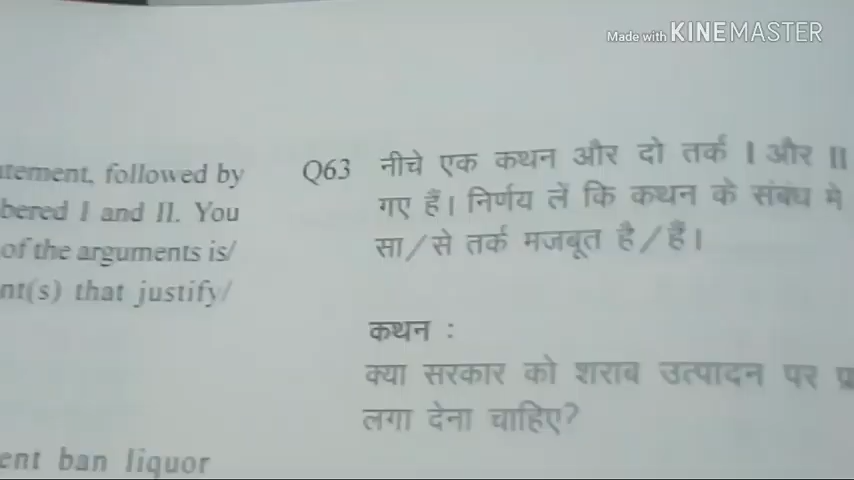 Made with KINEMASTER
followed by
bered I and II. You
of the arguments is/
nt(s) that justify/
ent ban liquor
Q63 नीचे एक कथन और दो तर्क I और II
गए हैं। निर्णय लें कि कथन के संबंध में
सा/से तर्क मजबूत है/हैं।
कथन :
क्या सरकार को शराब उत्पादन पर
लगा देना चाहिए?